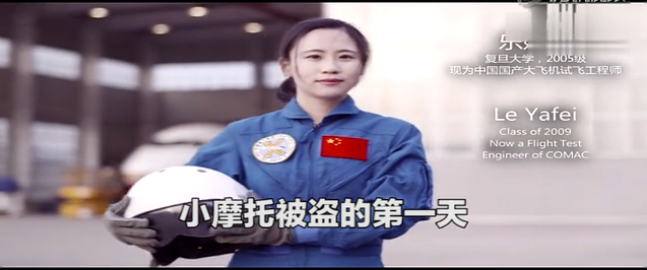 复旦大学，2005级
现为中国国产大飞机试飞工程师
Le Yafei
Class of 2009
Now a Flight Test
Engineer of COMAC
小摩托被盗的第一天